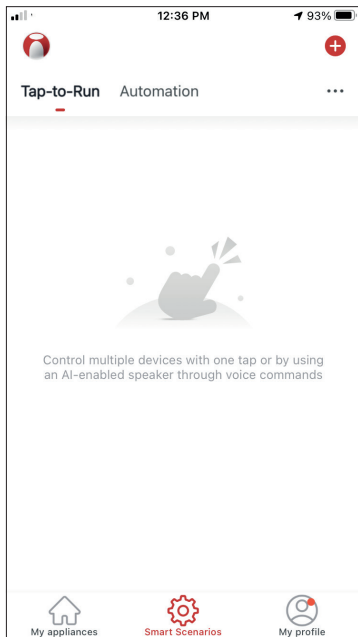 12:36 PM 93%
Tap-to-Run Automation
Control multiple devices with one tap or by using
an AI-enabled speaker through voice commands
My appliances Smart Scenarios My profile